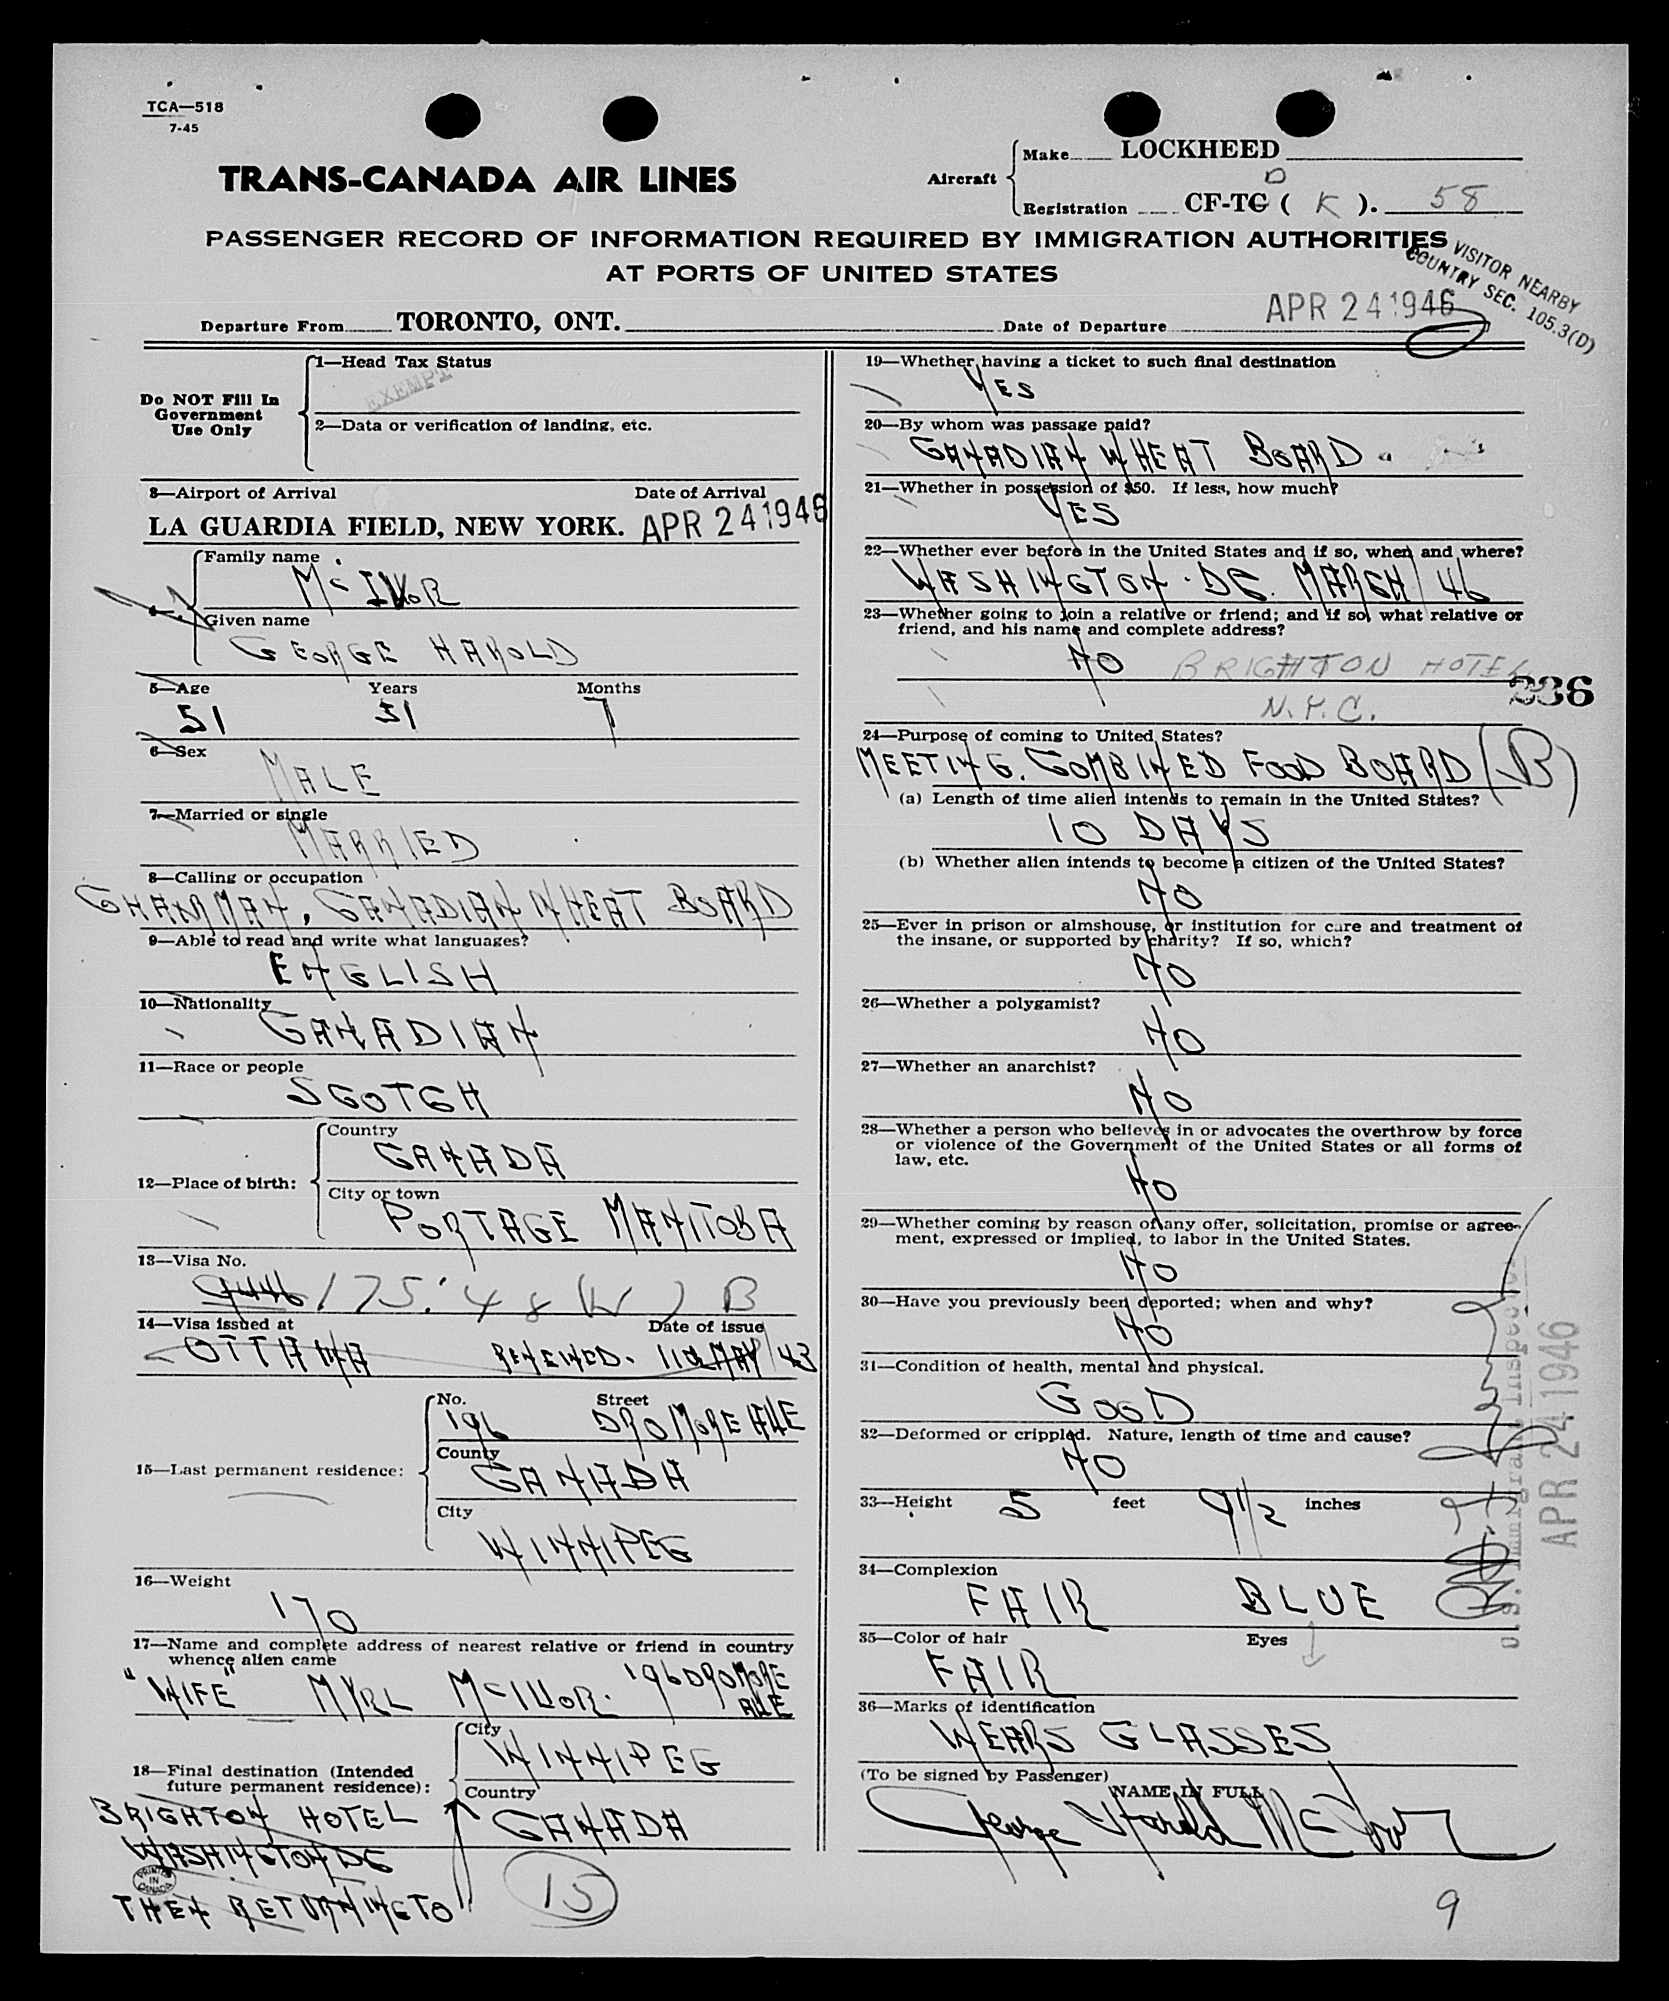 TCA—518
7-45
TRANS-CANADA AIR LINES
Aircraft
Make LOCKHEED
D
Registration CF-TG ( K ). 58
PASSENGER RECORD OF INFORMATION REQUIRED BY IMMIGRATION AUTHORITIES
AT PORTS OF UNITED STATES
VISITOR NEARBY
COUNTRY SEC. 105.3(D)
Departure From TORONTO, ONT. Date of Departure APR 24 1946
Do NOT Fill In
Government
Use Only
1—Head Tax Status
EXEMPT
2—Data or verification of landing, etc.
3—Airport of Arrival Date of Arrival
LA GUARDIA FIELD, NEW YORK. APR 24 1946
Family name
McIVOR
Given name
GEORGE HAROLD
5—Age Years Months
51 51 7
6—Sex
MALE
7—Married or single
MARRIED
8—Calling or occupation
CHAIRMAN, CANADIAN WHEAT BOARD
9—Able to read and write what languages?
ENGLISH
10—Nationality
CANADIAN
11—Race or people
SCOTCH
12—Place of birth:
Country
CANADA
City or town
PORTAGE MANITOBA
13—Visa No.
175.48 (W) B
14—Visa issued at Date of issue
OTTAWA RENEWED. MAY 43
15—Last permanent residence:
No. Street
196 DROMORE AVE
County
CANADA
City
WINNIPEG
16—Weight
170
17—Name and complete address of nearest relative or friend in country
whence alien came
"WIFE" MYRL McIVOR. 196 DROMORE
AVE
18—Final destination (Intended
future permanent residence):
City
WINNIPEG
Country
CANADA
BRIGHTON HOTEL
WASHINGTON DC
THEN RETURNING TO
PRINTED
IN
CANADA
15
19—Whether having a ticket to such final destination
YES
20—By whom was passage paid?
CANADIAN WHEAT BOARD.
21—Whether in possession of $50. If less, how much?
YES
22—Whether ever before in the United States and if so, when and where?
WASHINGTON. DC. MARCH/46
23—Whether going to join a relative or friend; and if so, what relative or
friend, and his name and complete address?
NO BRIGHTON HOTEL
336
N.Y.C.
24—Purpose of coming to United States?
MEETING. COMBINED FOOD BOARD (B)
(a) Length of time alien intends to remain in the United States?
10 DAYS
(b) Whether alien intends to become a citizen of the United States?
NO
25—Ever in prison or almshouse, or institution for care and treatment of
the insane, or supported by charity? If so, which?
NO
26—Whether a polygamist?
NO
27—Whether an anarchist?
NO
28—Whether a person who believes in or advocates the overthrow by force
or violence of the Government of the United States or all forms of
law, etc.
NO
29—Whether coming by reason of any offer, solicitation, promise or agree-
ment, expressed or implied, to labor in the United States.
NO
30—Have you previously been deported; when and why?
NO
31—Condition of health, mental and physical.
GOOD
32—Deformed or crippled. Nature, length of time and cause?
NO
33—Height 5 feet 9 1/2 inches
34—Complexion
FAIR BLUE
35—Color of hair Eyes
FAIR
36—Marks of identification
WEARS GLASSES
(To be signed by Passenger)
NAME IN FULL
George Harold McIvor
9
U.S. Immigrant Inspector
APR 24 1946